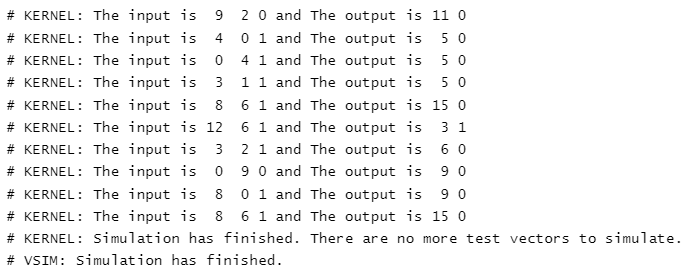 # KERNEL: The input is  9  2 0 and The output is 11 0
# KERNEL: The input is  4  0 1 and The output is  5 0
# KERNEL: The input is  0  4 1 and The output is  5 0
# KERNEL: The input is  3  1 1 and The output is  5 0
# KERNEL: The input is  8  6 1 and The output is 15 0
# KERNEL: The input is 12  6 1 and The output is  3 1
# KERNEL: The input is  3  2 1 and The output is  6 0
# KERNEL: The input is  0  9 0 and The output is  9 0
# KERNEL: The input is  8  0 1 and The output is  9 0
# KERNEL: The input is  8  6 1 and The output is 15 0
# KERNEL: Simulation has finished. There are no more test vectors to simulate.
# VSIM: Simulation has finished.